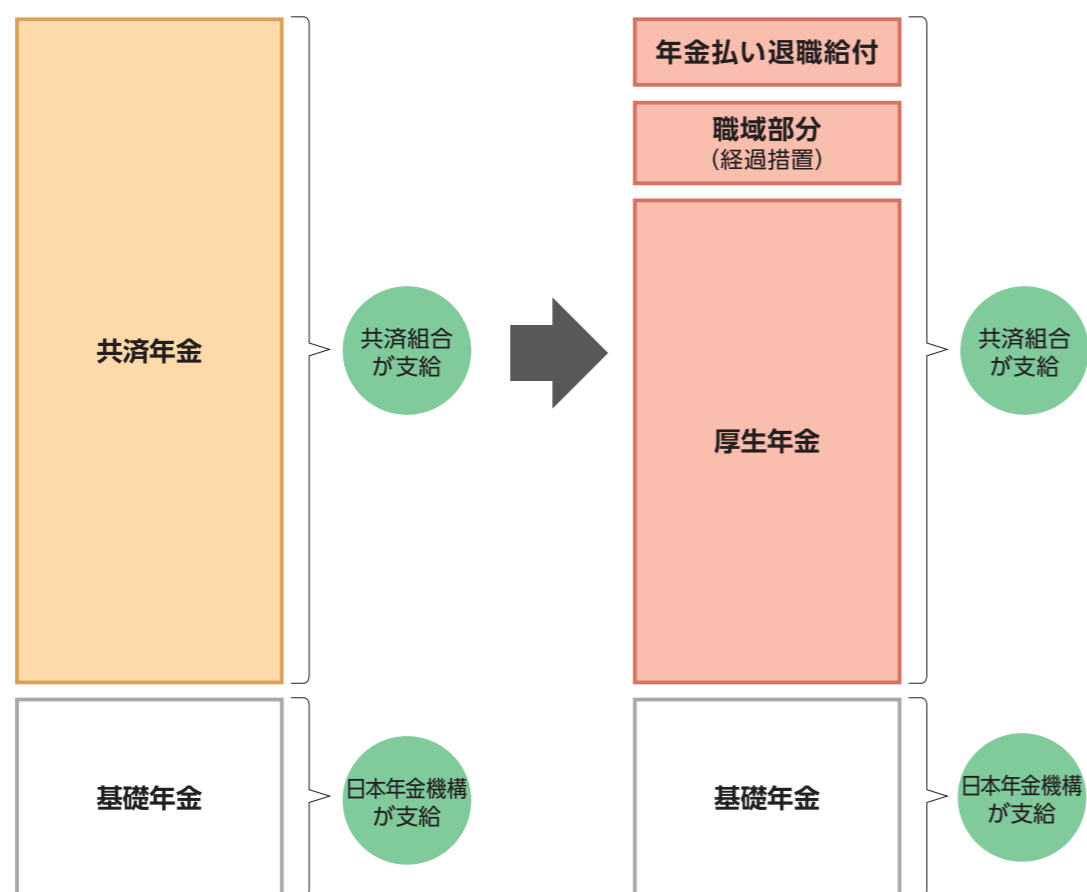 共済年金
共済組合
が支給
基礎年金
日本年金機構
が支給
年金払い退職給付
職域部分
（経過措置）
厚生年金
共済組合
が支給
基礎年金
日本年金機構
が支給